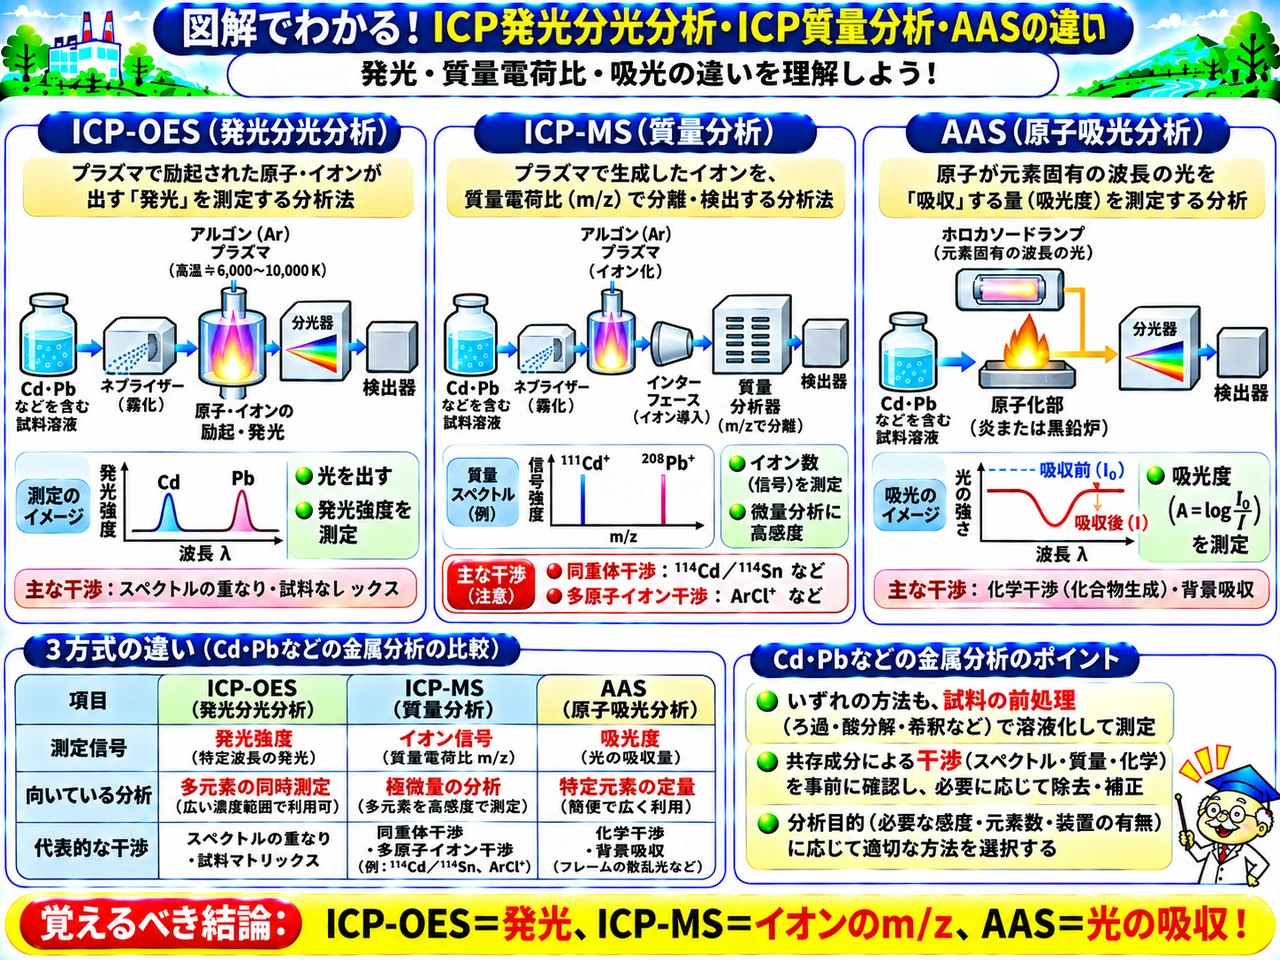 図解でわかる！ICP発光分光分析・ICP質量分析・AASの違い
発光・質量電荷比・吸光の違いを理解しよう！
ICP-OES（発光分光分析）
プラズマで励起された原子・イオンが
出す「発光」を測定する分析法
アルゴン（Ar）
プラズマ
（高温≒6,000〜10,000K）
分光器
Cd・Pb
などを含む
試料溶液
ネブライザー
（霧化）
原子・イオンの
励起・発光
検出器
測定の
イメージ
発光強度
Cd
Pb
波長 λ
光を出す
発光強度を
測定
主な干渉：スペクトルの重なり・試料なレックス
ICP-MS（質量分析）
プラズマで生成したイオンを、
質量電荷比（m/z）で分離・検出する分析法
アルゴン（Ar）
プラズマ
（イオン化）
Cd・Pb
などを含む
試料溶液
ネブライザー
（霧化）
インター
フェース
（イオン導入）
質量
分析器
（m/zで分離）
検出器
質量
スペクトル
（例）
信号強度
¹¹¹Cd⁺
²⁰⁸Pb⁺
m/z
イオン数
（信号）を測定
微量分析に
高感度
主な干渉
（注意）
同重体干渉：¹¹⁴Cd／¹¹⁴Sn など
多原子イオン干渉：ArCl⁺ など
AAS（原子吸光分析）
原子が元素固有の波長の光を
「吸収」する量（吸光度）を測定する分析
ホロカソードランプ
（元素固有の波長の光）
分光器
Cd・Pb
などを含む
試料溶液
原子化部
（炎または黒鉛炉）
検出器
吸光の
イメージ
光の強さ
吸収前（I₀）
吸収後（I）
波長 λ
吸光度
（A＝log I₀/I）
を測定
主な干渉：化学干渉（化合物生成）・背景吸収
3方式の違い（Cd・Pbなどの金属分析の比較）
項目
ICP-OES
（発光分光分析）
ICP-MS
（質量分析）
AAS
（原子吸光分析）
測定信号
発光強度
（特定波長の発光）
イオン信号
（質量電荷比 m/z）
吸光度
（光の吸収量）
向いている分析
多元素の同時測定
（広い濃度範囲で利用可）
極微量の分析
（多元素を高感度で測定）
特定元素の定量
（簡便で広く利用）
代表的な干渉
スペクトルの重なり
・試料マトリックス
同重体干渉
・多原子イオン干渉
（例：¹¹⁴Cd／¹¹⁴Sn、ArCl⁺）
化学干渉
・背景吸収
（フレームの散乱光など）
Cd・Pbなどの金属分析のポイント
いずれの方法も、試料の前処理
（ろ過・酸分解・希釈など）で溶液化して測定
共存成分による干渉（スペクトル・質量・化学）
を事前に確認し、必要に応じて除去・補正
分析目的（必要な感度・元素数・装置の有無）
に応じて適切な方法を選択する
覚えるべき結論：
ICP-OES＝発光、ICP-MS＝イオンのm/z、AAS＝光の吸収！